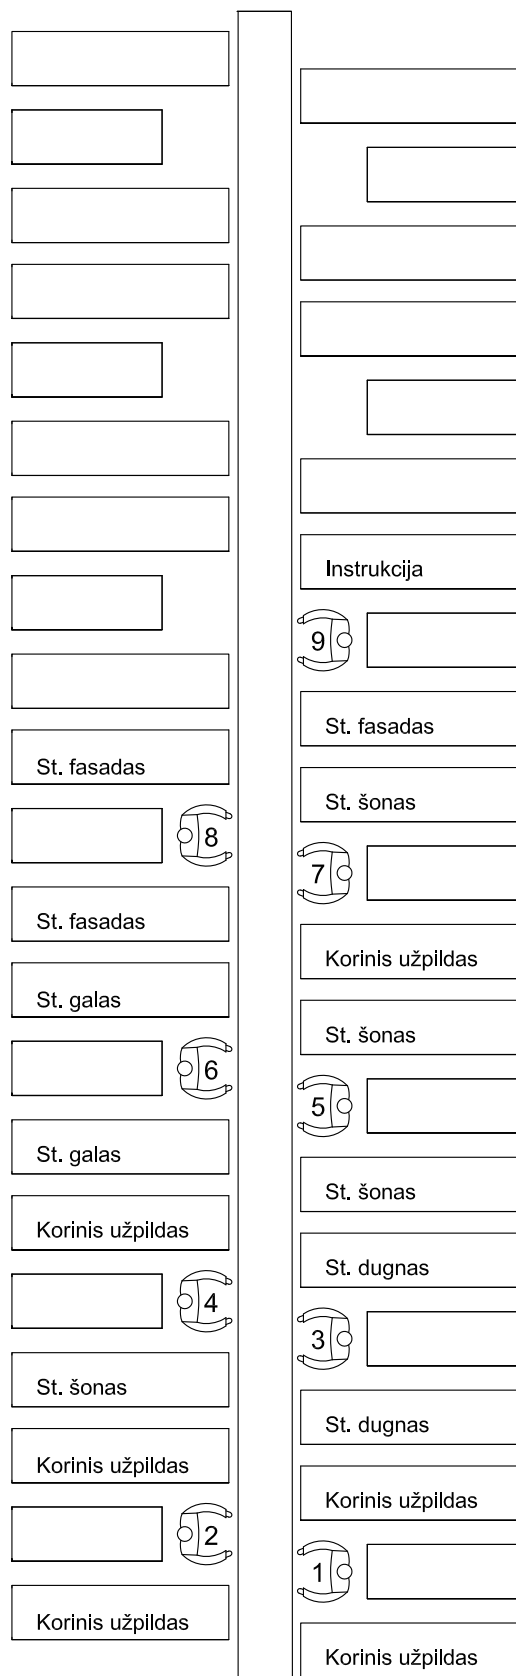 Instrukcija
9
St. fasadas
St. fasadas
St. šonas
8
7
St. fasadas
Korinis užpildas
St. galas
St. šonas
6
5
St. galas
St. šonas
Korinis užpildas
St. dugnas
4
3
St. šonas
St. dugnas
Korinis užpildas
Korinis užpildas
2
1
Korinis užpildas
Korinis užpildas